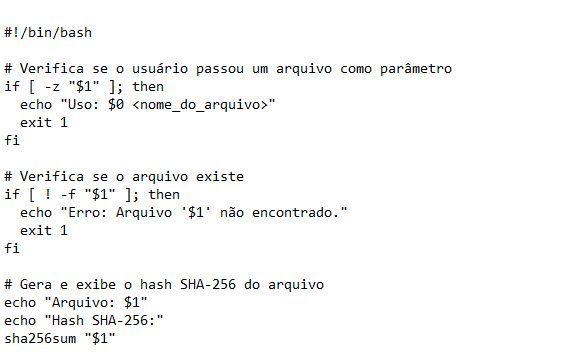 #!/bin/bash

# Verifica se o usuário passou um arquivo como parâmetro
if [ -z "$1" ]; then
  echo "Uso: $0 <nome_do_arquivo>"
  exit 1
fi

# Verifica se o arquivo existe
if [ ! -f "$1" ]; then
  echo "Erro: Arquivo '$1' não encontrado."
  exit 1
fi

# Gera e exibe o hash SHA-256 do arquivo
echo "Arquivo: $1"
echo "Hash SHA-256:"
sha256sum "$1"